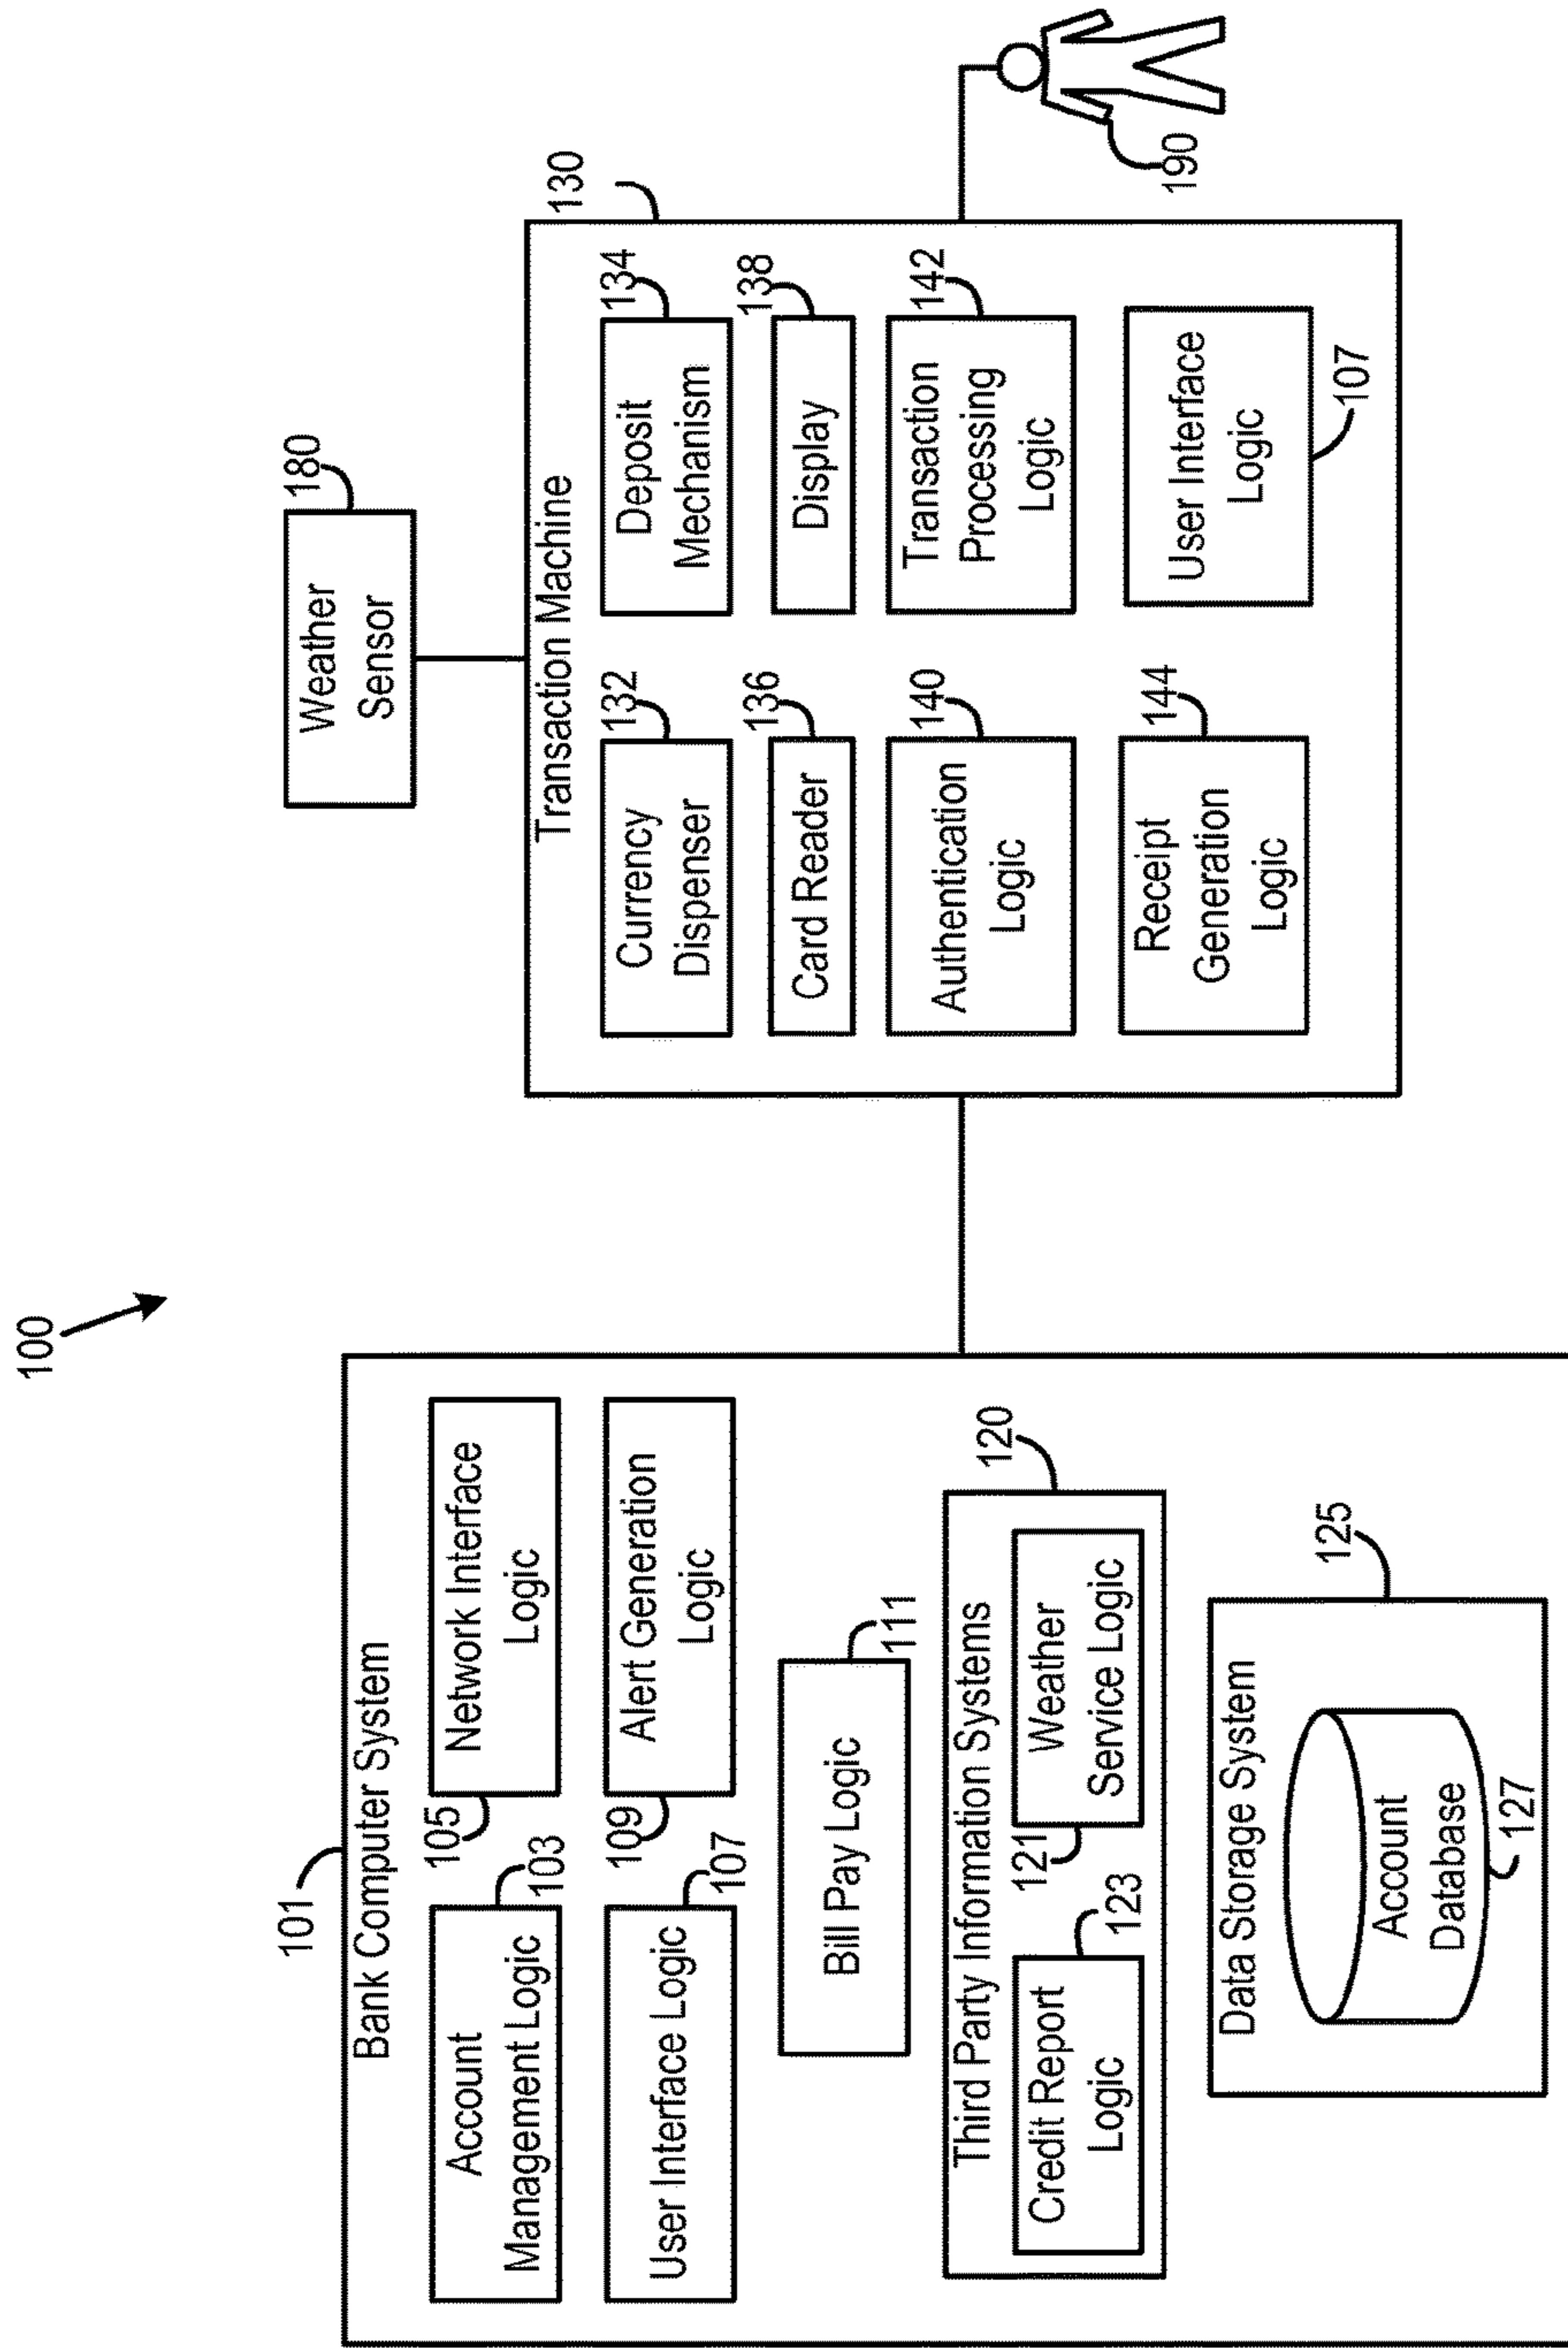 100
101
Bank Computer System
Account
Management Logic
103
105
Network Interface
Logic
User Interface Logic
107
109
Alert Generation
Logic
Bill Pay Logic
111
Third Party Information Systems
120
Credit Report
Logic
123
121
Weather
Service Logic
Data Storage System
125
Account
Database
127
Weather
Sensor
180
Transaction Machine
130
Currency
Dispenser
132
Deposit
Mechanism
134
Card Reader
136
Display
138
Authentication
Logic
140
Transaction
Processing
Logic
142
Receipt
Generation
Logic
144
User Interface
Logic
107
190